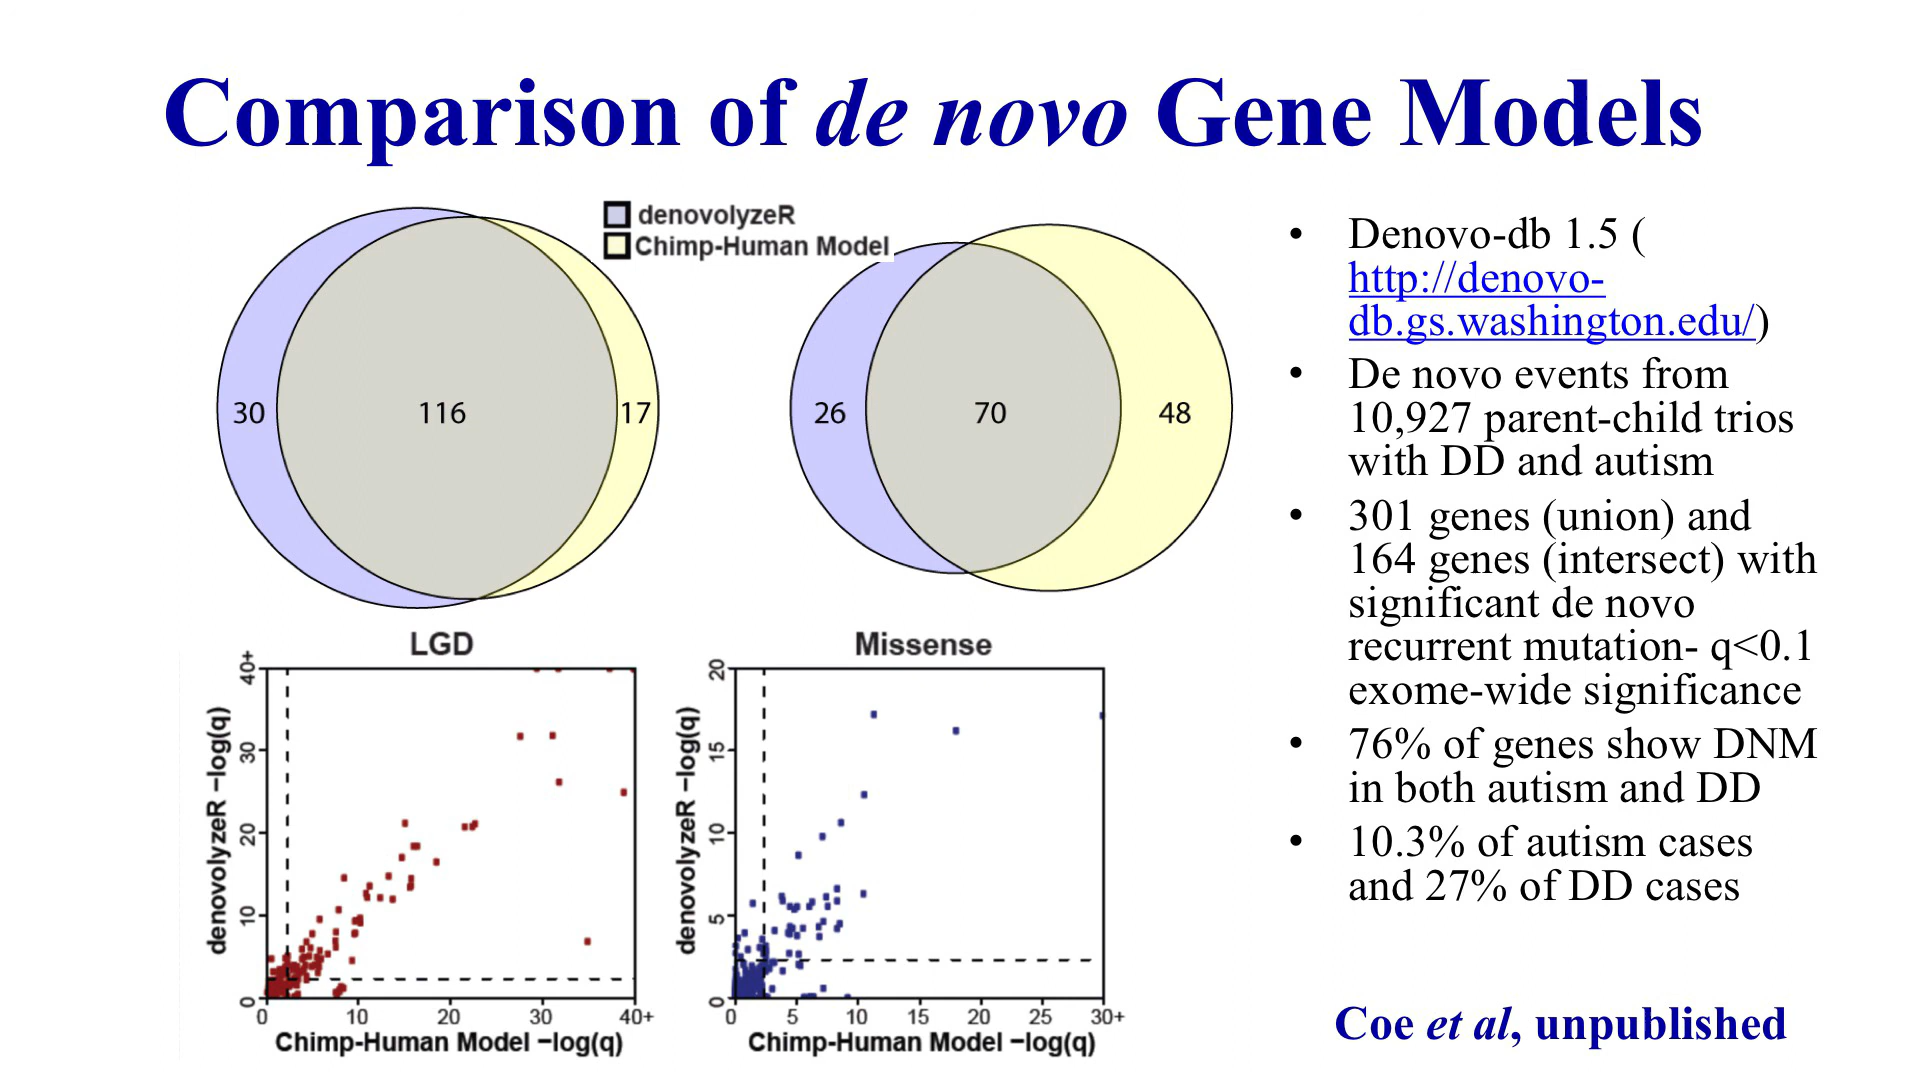 Comparison of de novo Gene Models
denovolyzeR
Chimp-Human Model
30
116
17
26
70
48
LGD
40+
30
20
10
0
denovolyzeR −log(q)
0
10
20
30
40+
Chimp-Human Model −log(q)
Missense
20
15
10
5
0
denovolyzeR −log(q)
0
5
10
15
20
25
30+
Chimp-Human Model −log(q)
• Denovo-db 1.5 (
http://denovo-
db.gs.washington.edu/)
• De novo events from
10,927 parent-child trios
with DD and autism
• 301 genes (union) and
164 genes (intersect) with
significant de novo
recurrent mutation- q<0.1
exome-wide significance
• 76% of genes show DNM
in both autism and DD
• 10.3% of autism cases
and 27% of DD cases
Coe et al, unpublished